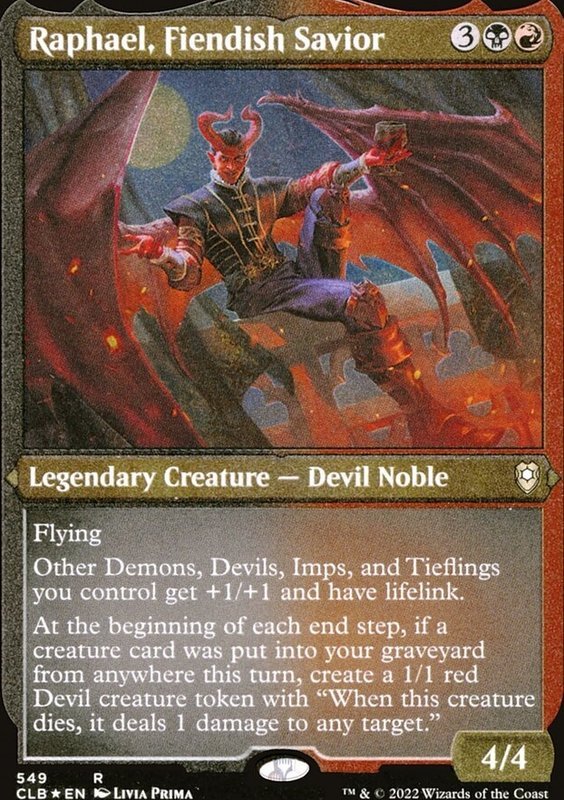 Raphael, Fiendish Savior 3
Legendary Creature — Devil Noble
Flying
Other Demons, Devils, Imps, and Tieflings
you control get +1/+1 and have lifelink.
At the beginning of each end step, if a
creature card was put into your graveyard
from anywhere this turn, create a 1/1 red
Devil creature token with “When this creature
dies, it deals 1 damage to any target.”
4/4
549 R
CLB★EN LIVIA PRIMA
™ & © 2022 Wizards of the Coast